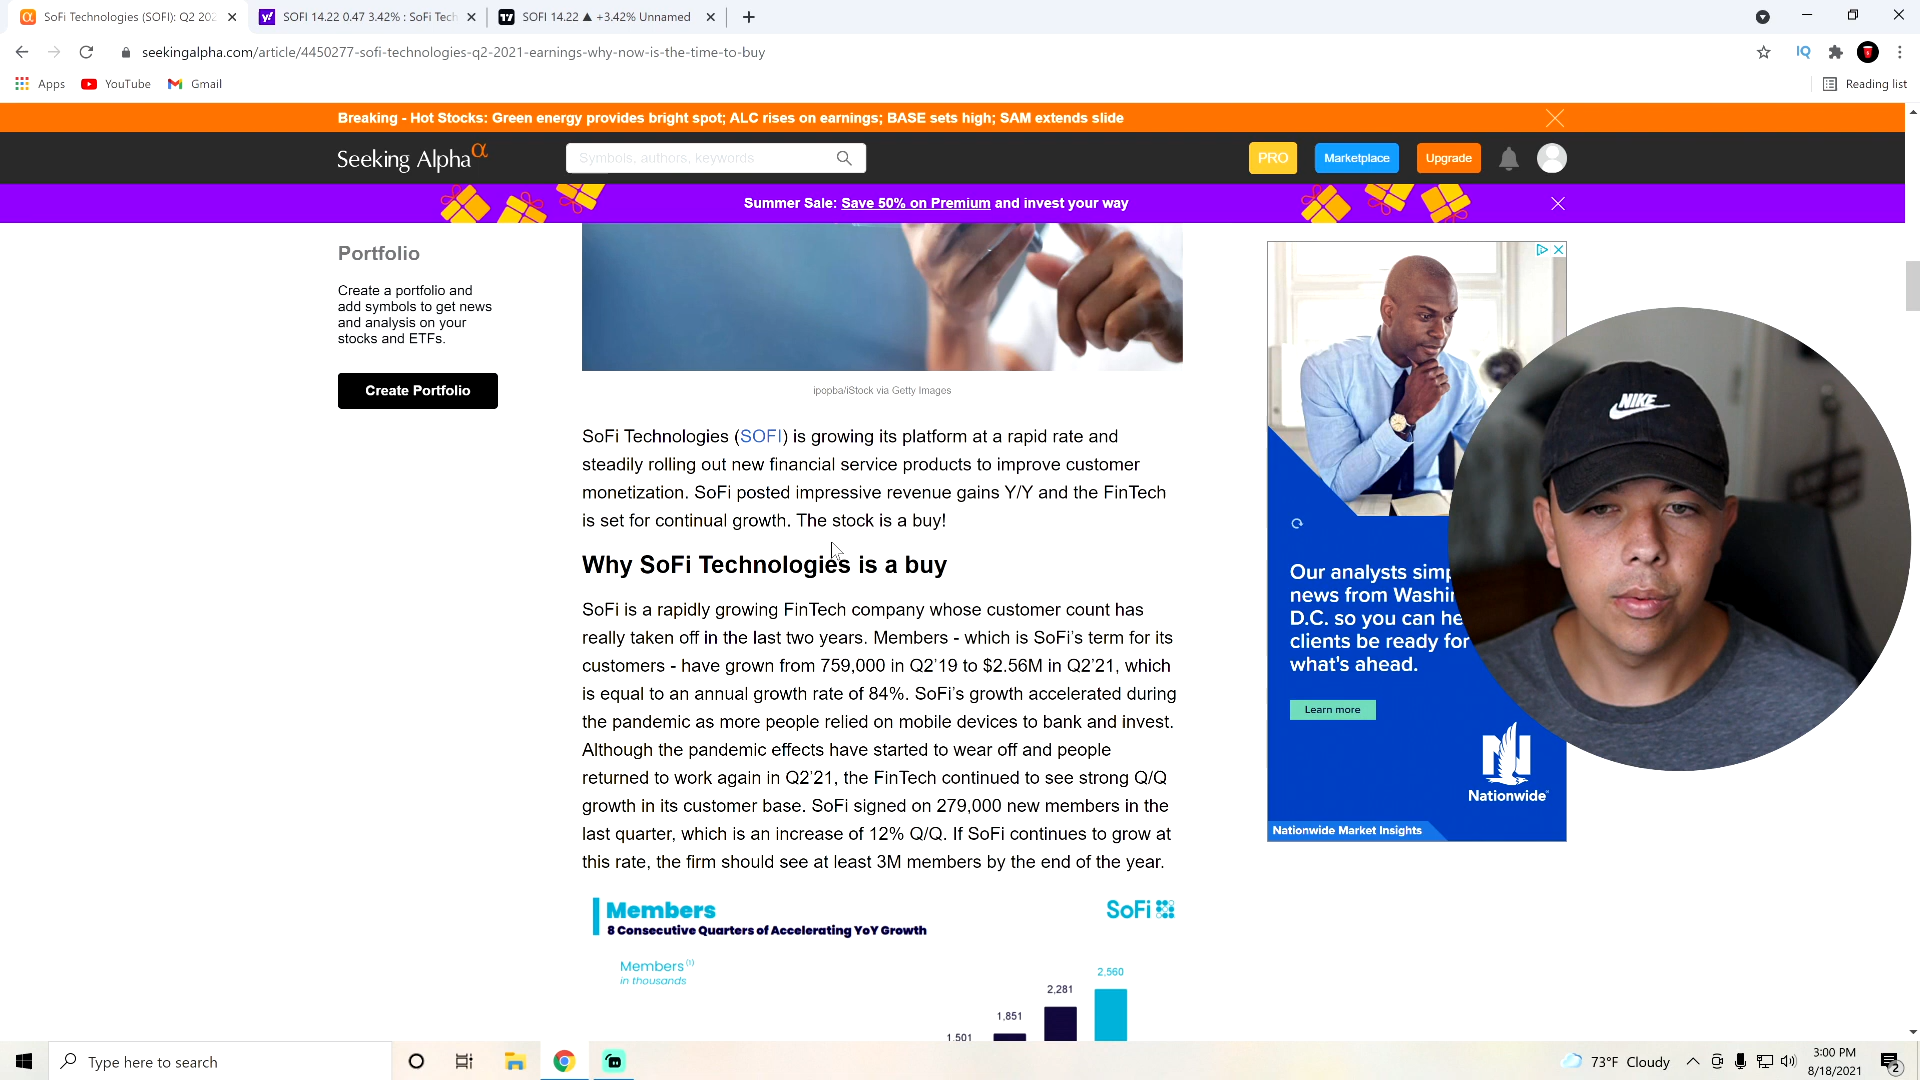 SoFi Technologies (SOFI): Q2 202
SOFI 14.22 0.47 3.42% : SoFi Tech
SOFI 14.22 ▲ +3.42% Unnamed
seekingalpha.com/article/4450277-sofi-technologies-q2-2021-earnings-why-now-is-the-time-to-buy
IQ
Apps
YouTube
Gmail
Reading list
Breaking - Hot Stocks: Green energy provides bright spot; ALC rises on earnings; BASE sets high; SAM extends slide
Seeking Alpha α
Symbols, authors, keywords
PRO
Marketplace
Upgrade
Summer Sale: Save 50% on Premium and invest your way
Portfolio
Create a portfolio and
add symbols to get news
and analysis on your
stocks and ETFs.
Create Portfolio
ipopba/iStock via Getty Images
SoFi Technologies (SOFI) is growing its platform at a rapid rate and
steadily rolling out new financial service products to improve customer
monetization. SoFi posted impressive revenue gains Y/Y and the FinTech
is set for continual growth. The stock is a buy!
Why SoFi Technologies is a buy
SoFi is a rapidly growing FinTech company whose customer count has
really taken off in the last two years. Members - which is SoFi’s term for its
customers - have grown from 759,000 in Q2’19 to $2.56M in Q2’21, which
is equal to an annual growth rate of 84%. SoFi’s growth accelerated during
the pandemic as more people relied on mobile devices to bank and invest.
Although the pandemic effects have started to wear off and people
returned to work again in Q2’21, the FinTech continued to see strong Q/Q
growth in its customer base. SoFi signed on 279,000 new members in the
last quarter, which is an increase of 12% Q/Q. If SoFi continues to grow at
this rate, the firm should see at least 3M members by the end of the year.
Members
SoFi
8 Consecutive Quarters of Accelerating YoY Growth
Members (1)
in thousands
1,501
1,851
2,281
2,560
Our analysts simp
news from Washi
D.C. so you can he
clients be ready for
what's ahead.
Learn more
Nationwide
Nationwide Market Insights
NIKE
Type here to search
73°F Cloudy
3:00 PM
8/18/2021
2